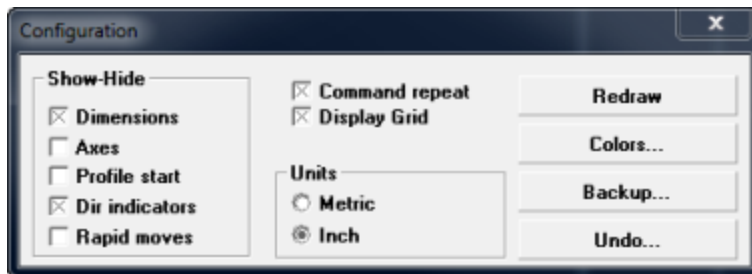 Configuration
Show-Hide
Dimensions
Axes
Profile start
Dir indicators
Rapid moves
Command repeat
Display Grid
Units
Metric
Inch
Redraw
Colors...
Backup...
Undo...